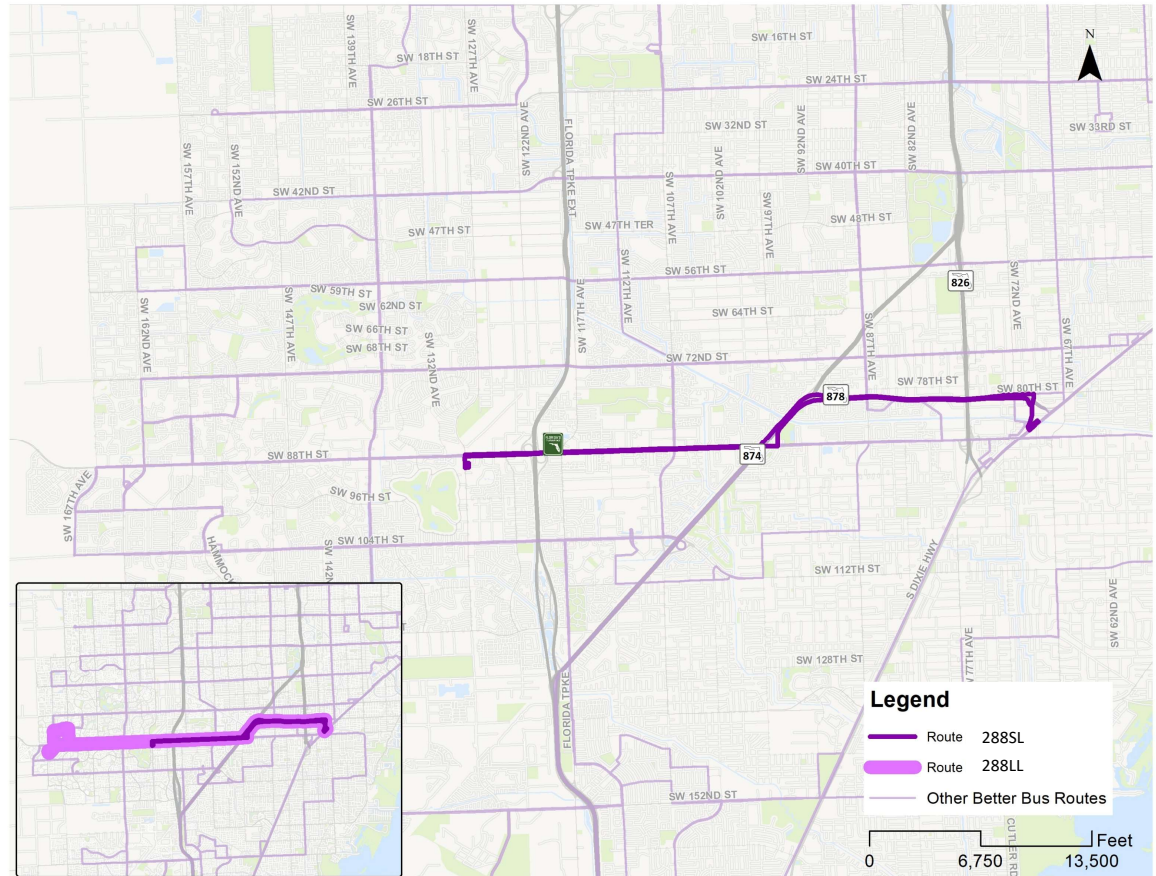 SW 139TH AVE
SW 127TH AVE
SW 16TH ST
N
SW 18TH ST
SW 24TH ST
SW 26TH ST
SW 122ND AVE
FLORIDA TPKE EXT
SW 32ND ST
SW 92ND AVE
SW 82ND AVE
SW 33RD ST
SW 157TH AVE
SW 152ND AVE
SW 102ND AVE
SW 40TH ST
SW 107TH AVE
SW 67TH AVE
SW 42ND ST
SW 47TH ST
SW 47TH TER
SW 48TH ST
SW 112TH AVE
SW 56TH ST
826
SW 72ND AVE
SW 59TH ST
SW 62ND ST
SW 117TH AVE
SW 64TH ST
SW 162ND AVE
SW 147TH AVE
SW 66TH ST
SW 132ND AVE
SW 68TH ST
SW 87TH AVE
SW 67TH AVE
SW 72ND ST
SW 78TH ST
SW 80TH ST
878
SW 88TH ST
874
SW 167TH AVE
SW 96TH ST
SW 104TH ST
HAMMOCK
SW 142N
SW 112TH ST
S DIXIE HWY
SW 62ND AVE
77TH AVE
SW 128TH ST
FLORIDA TPKE
SW 152ND ST
CUTLER RD
Legend
Route 288SL
Route 288LL
Other Better Bus Routes
Feet
0 6,750 13,500